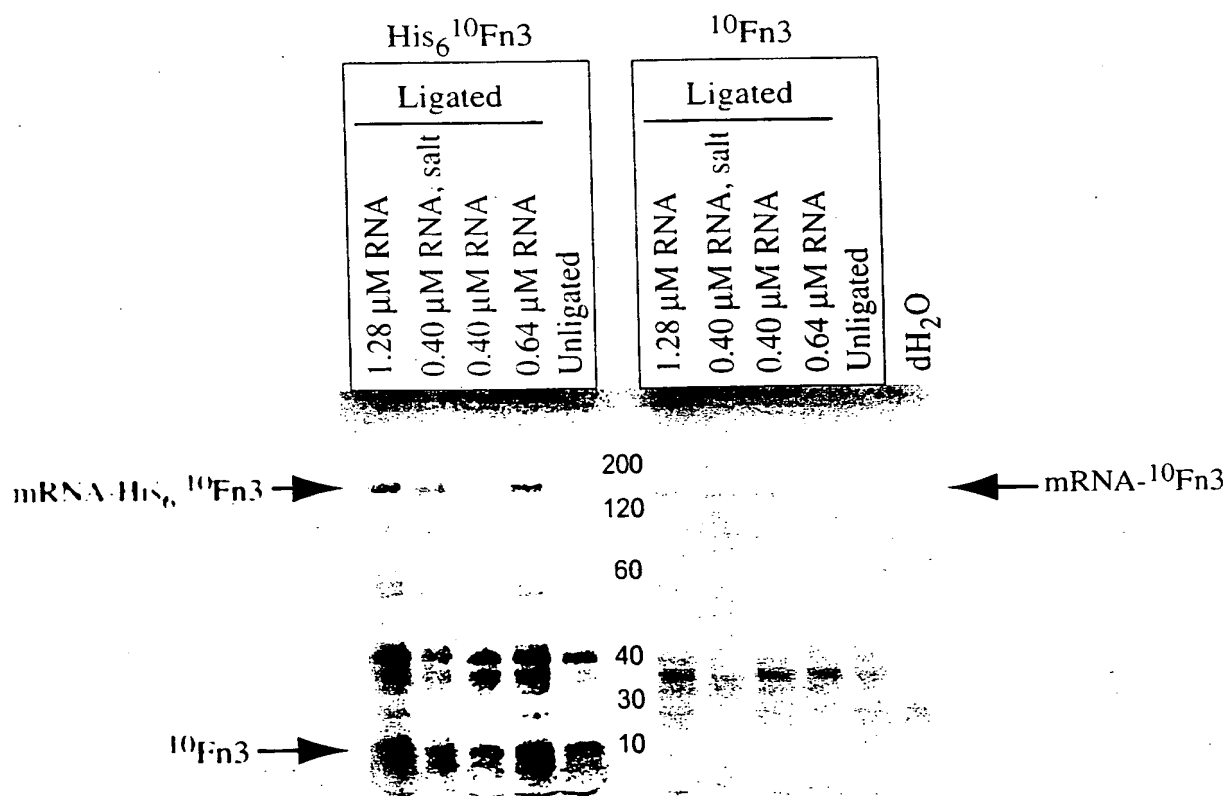 His₆¹⁰Fn3
¹⁰Fn3
Ligated
Ligated
1.28 µM RNA
0.40 µM RNA, salt
0.40 µM RNA
0.64 µM RNA
Unligated
1.28 µM RNA
0.40 µM RNA, salt
0.40 µM RNA
0.64 µM RNA
Unligated
dH₂O
mRNA-His₆ ¹⁰Fn3
200
120
60
40
30
10
mRNA-¹⁰Fn3
¹⁰Fn3